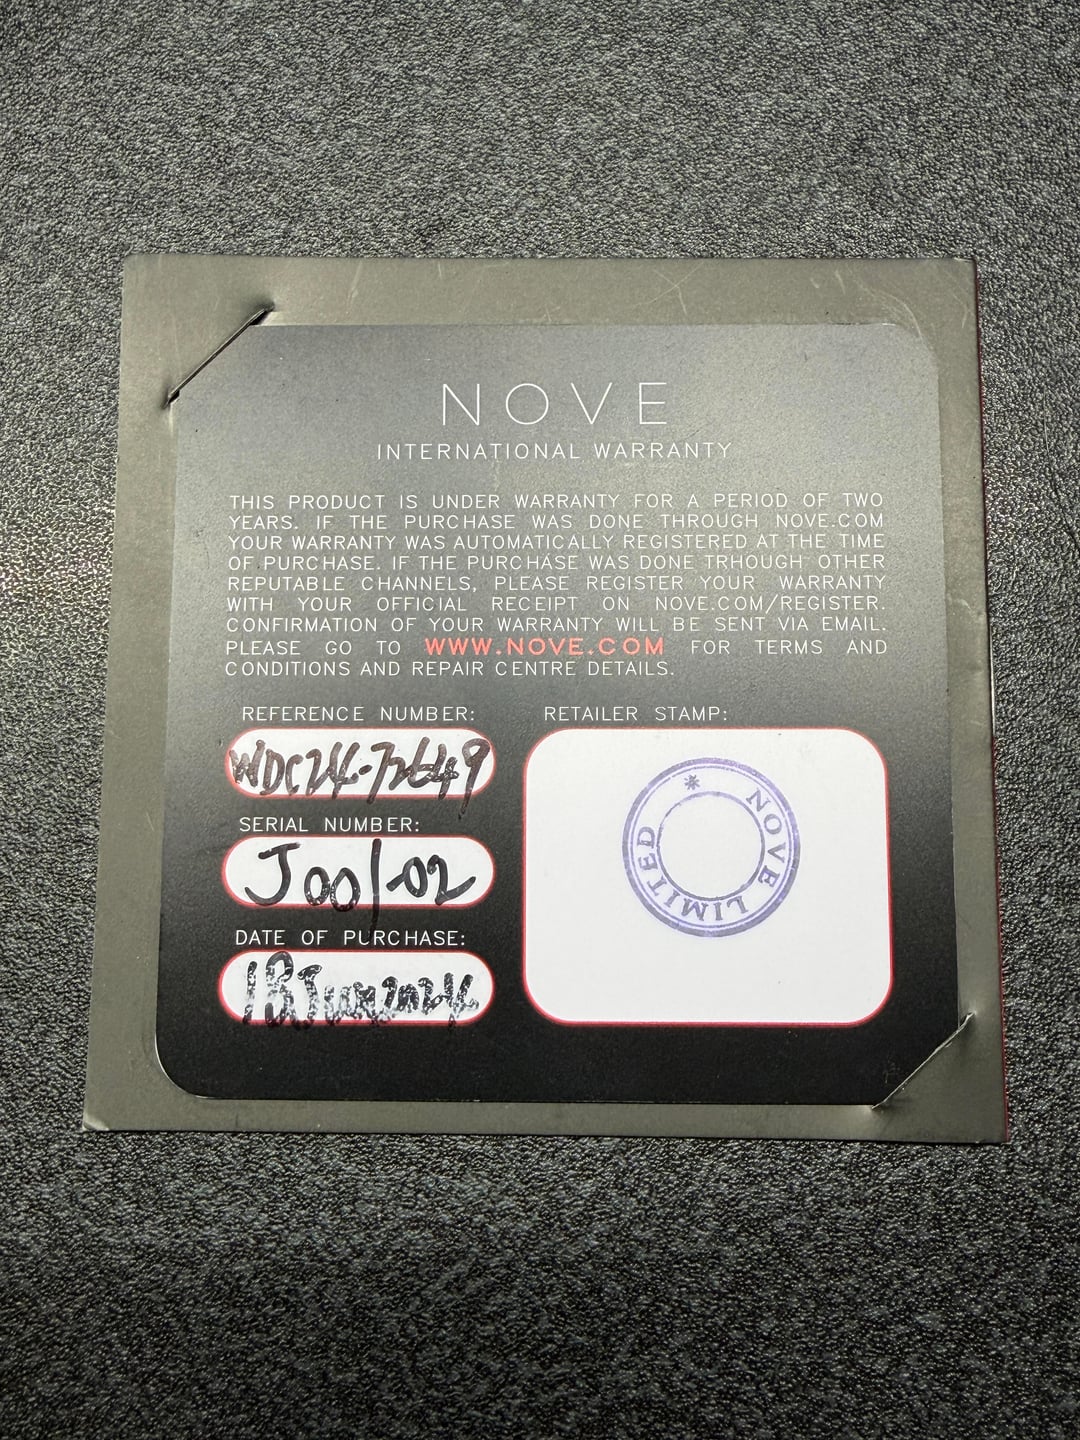 NOVE
INTERNATIONAL WARRANTY
THIS PRODUCT IS UNDER WARRANTY FOR A PERIOD OF TWO
YEARS. IF THE PURCHASE WAS DONE THROUGH NOVE.COM
YOUR WARRANTY WAS AUTOMATICALLY REGISTERED AT THE TIME
OF PURCHASE. IF THE PURCHASE WAS DONE TRHOUGH OTHER
REPUTABLE CHANNELS, PLEASE REGISTER YOUR WARRANTY
WITH YOUR OFFICIAL RECEIPT ON NOVE.COM/REGISTER.
CONFIRMATION OF YOUR WARRANTY WILL BE SENT VIA EMAIL.
PLEASE GO TO WWW.NOVE.COM FOR TERMS AND
CONDITIONS AND REPAIR CENTRE DETAILS.
REFERENCE NUMBER:
SERIAL NUMBER:
J001-02
DATE OF PURCHASE:
18Jun2024
RETAILER STAMP:
NOVE LIMITED